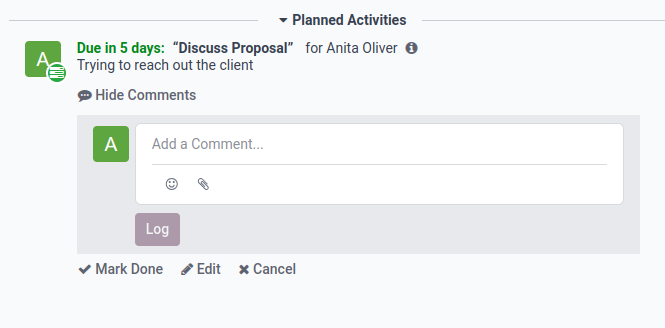 Planned Activities
A Due in 5 days: “Discuss Proposal” for Anita Oliver
Trying to reach out the client
Hide Comments
A Add a Comment...
Log
Mark Done Edit Cancel